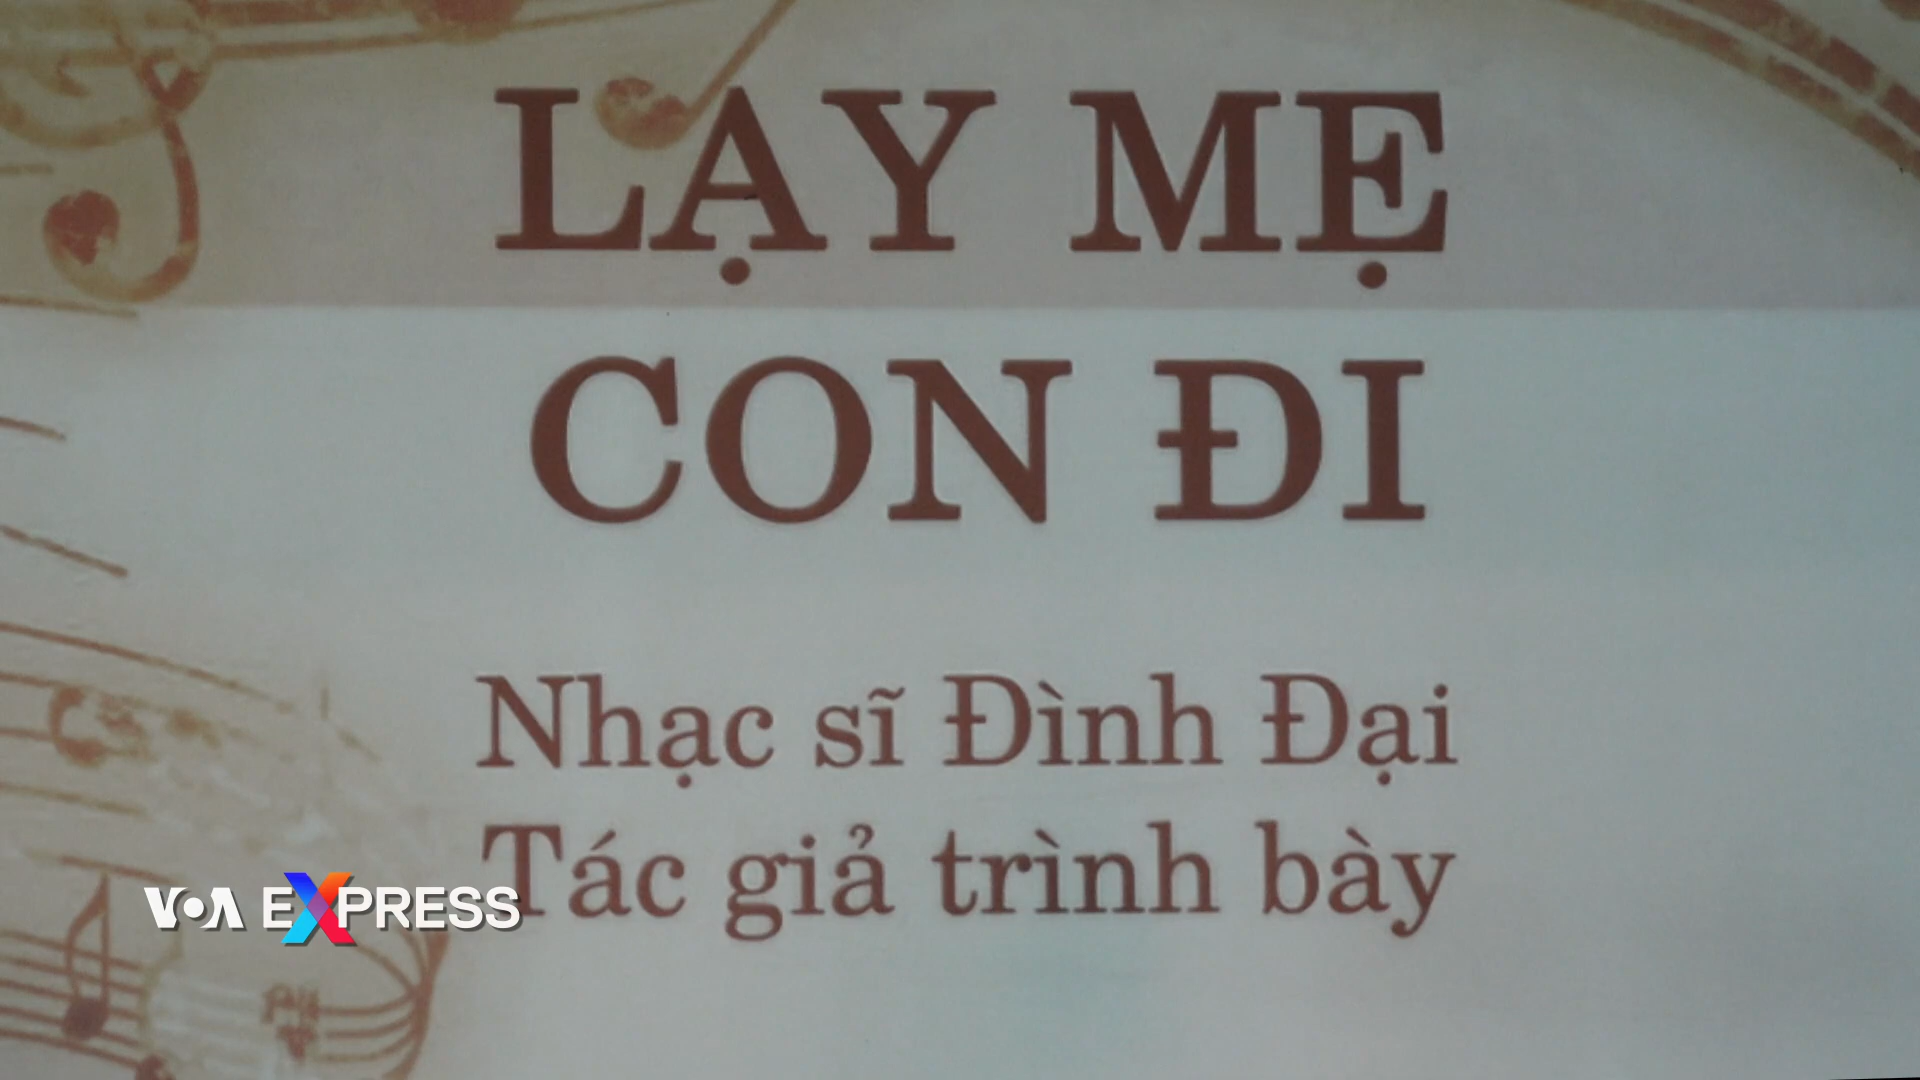 LẠY MẸ
CON ĐI
Nhạc sĩ Đình Đại
Tác giả trình bày
VOA EXPRESS